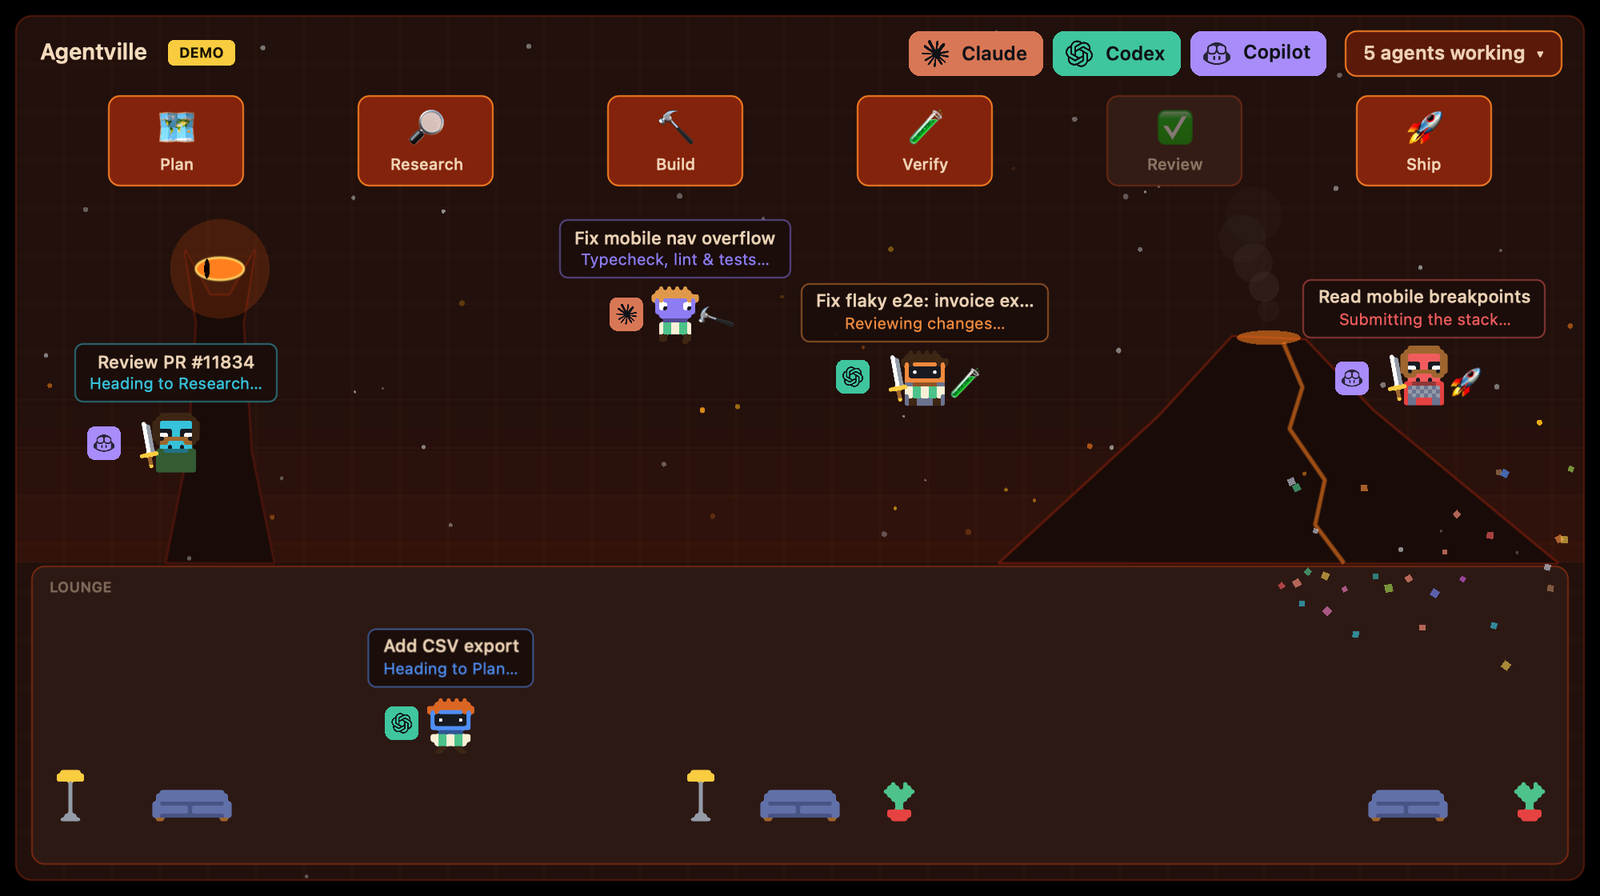 Agentville
DEMO
Claude
Codex
Copilot
5 agents working
Plan
Research
Build
Verify
Review
Ship
Fix mobile nav overflow
Typecheck, lint & tests...
Fix flaky e2e: invoice ex...
Reviewing changes...
Read mobile breakpoints
Submitting the stack...
Review PR #11834
Heading to Research...
LOUNGE
Add CSV export
Heading to Plan...